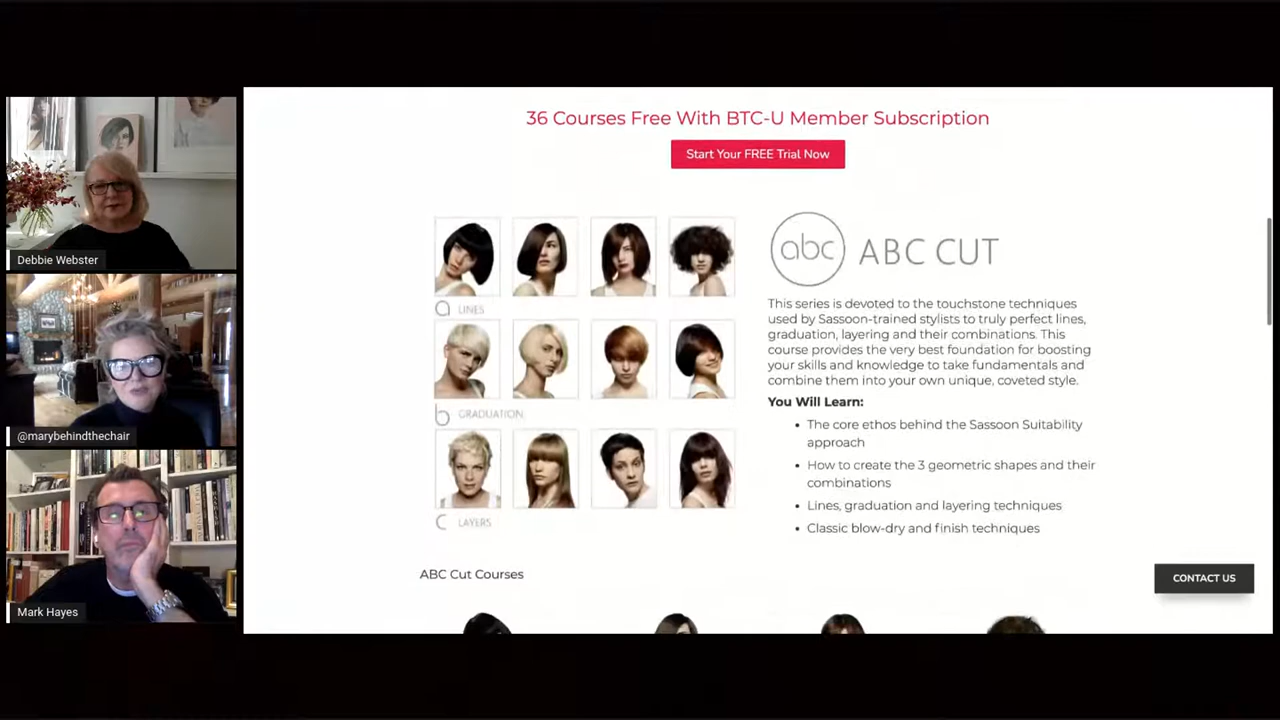 Debbie Webster
@marybehindthechair
Mark Hayes
36 Courses Free With BTC-U Member Subscription
Start Your FREE Trial Now
a LINES
b GRADUATION
c LAYERS
abc ABC CUT
This series is devoted to the touchstone techniques
used by Sassoon-trained stylists to truly perfect lines,
graduation, layering and their combinations. This
course provides the very best foundation for boosting
your skills and knowledge to take fundamentals and
combine them into your own unique, coveted style.
You Will Learn:
• The core ethos behind the Sassoon Suitability
approach
• How to create the 3 geometric shapes and their
combinations
• Lines, graduation and layering techniques
• Classic blow-dry and finish techniques
ABC Cut Courses
CONTACT US